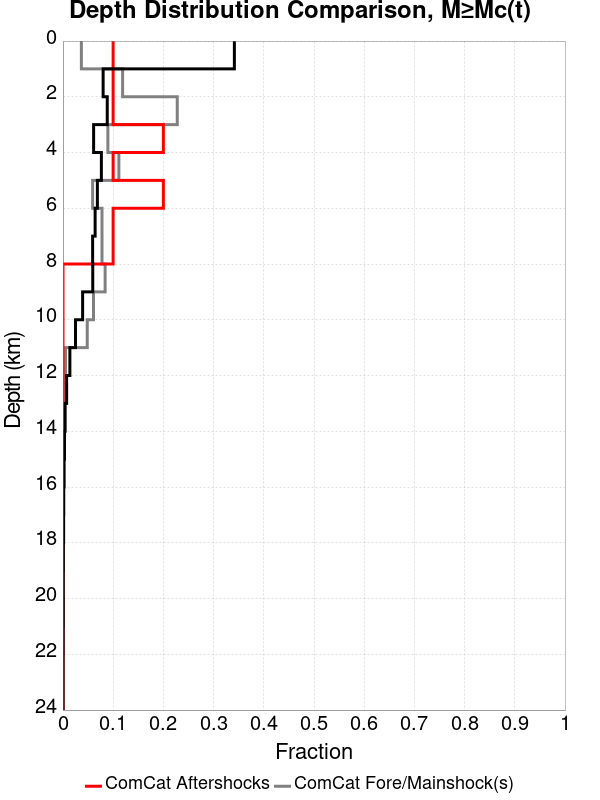 Depth Distribution Comparison, M≥Mc(t)
0
2
4
6
8
10
12
14
16
18
20
22
24
Depth (km)
0 0.1 0.2 0.3 0.4 0.5 0.6 0.7 0.8 0.9 1
Fraction
ComCat Aftershocks ComCat Fore/Mainshock(s)